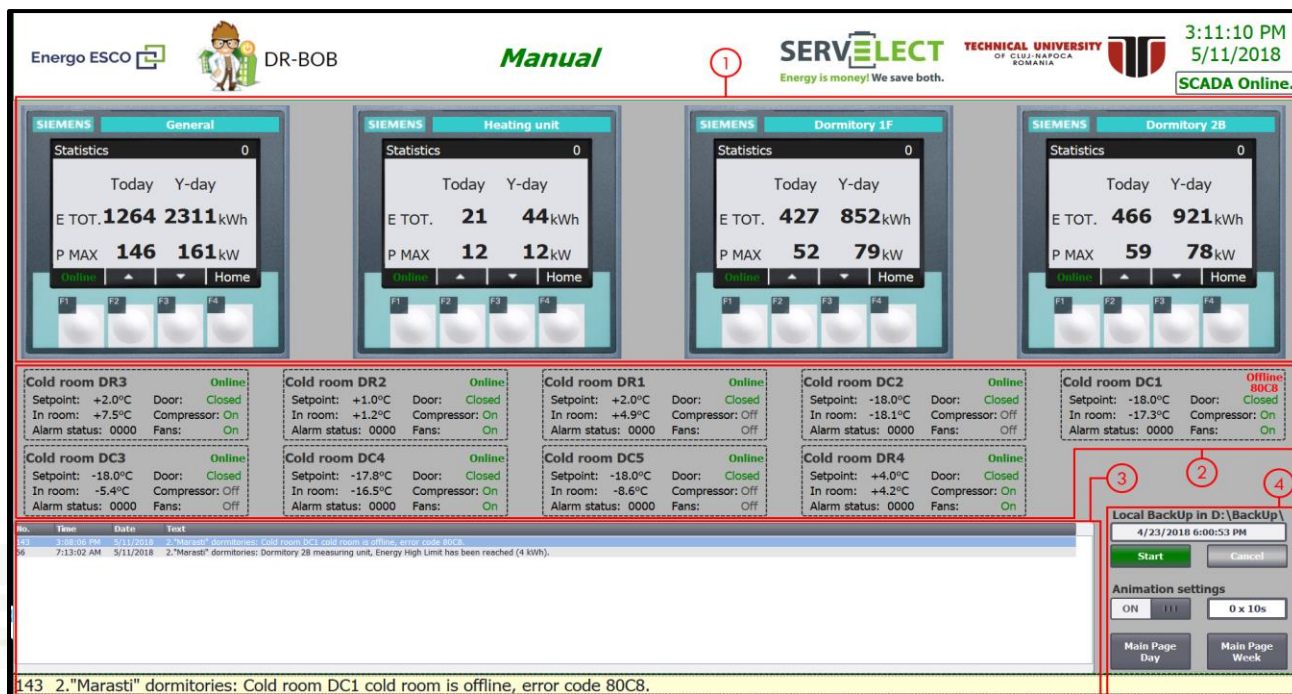 Energo ESCO
DR-BOB
Manual
1
SERVELECT
Energy is money! We save both.
TECHNICAL UNIVERSITY
OF CLUJ-NAPOCA
ROMANIA
3:11:10 PM
5/11/2018
SCADA Online.
SIEMENS General
Statistics 0
Today Y-day
E TOT. 1264 2311 kWh
P MAX 146 161 kW
Online Home
F1 F2 F3 F4
SIEMENS Heating unit
Statistics 0
Today Y-day
E TOT. 21 44 kWh
P MAX 12 12 kW
Online Home
F1 F2 F3 F4
SIEMENS Dormitory 1F
Statistics 0
Today Y-day
E TOT. 427 852 kWh
P MAX 52 79 kW
Online Home
F1 F2 F3 F4
SIEMENS Dormitory 2B
Statistics 0
Today Y-day
E TOT. 466 921 kWh
P MAX 59 78 kW
Online Home
F1 F2 F3 F4
Cold room DR3 Online
Setpoint: +2.0°C Door: Closed
In room: +7.5°C Compressor: On
Alarm status: 0000 Fans: On
Cold room DR2 Online
Setpoint: +1.0°C Door: Closed
In room: +1.2°C Compressor: On
Alarm status: 0000 Fans: On
Cold room DR1 Online
Setpoint: +2.0°C Door: Closed
In room: +4.9°C Compressor: Off
Alarm status: 0000 Fans: Off
Cold room DC2 Online
Setpoint: -18.0°C Door: Closed
In room: -18.1°C Compressor: Off
Alarm status: 0000 Fans: Off
Cold room DC1 Offline
80C8
Setpoint: -18.0°C Door: Closed
In room: -17.3°C Compressor: On
Alarm status: 0000 Fans: On
Cold room DC3 Online
Setpoint: -18.0°C Door: Closed
In room: -5.4°C Compressor: Off
Alarm status: 0000 Fans: Off
Cold room DC4 Online
Setpoint: -17.8°C Door: Closed
In room: -16.5°C Compressor: On
Alarm status: 0000 Fans: On
Cold room DC5 Online
Setpoint: -18.0°C Door: Closed
In room: -8.6°C Compressor: On
Alarm status: 0000 Fans: On
Cold room DR4 Online
Setpoint: +4.0°C Door: Closed
In room: +4.2°C Compressor: On
Alarm status: 0000 Fans: On
2
3
4
No. Time Date Text
143 3:08:06 PM 5/11/2018 2."Marasti" dormitories: Cold room DC1 cold room is offline, error code 80C8.
56 7:13:02 AM 5/11/2018 2."Marasti" dormitories: Dormitory 2B measuring unit, Energy High Limit has been reached (4 kWh).
Local BackUp in D:\BackUp\
4/23/2018 6:00:53 PM
Start Cancel
Animation settings
ON 0 x 10s
Main Page Day
Main Page Week
143 2."Marasti" dormitories: Cold room DC1 cold room is offline, error code 80C8.